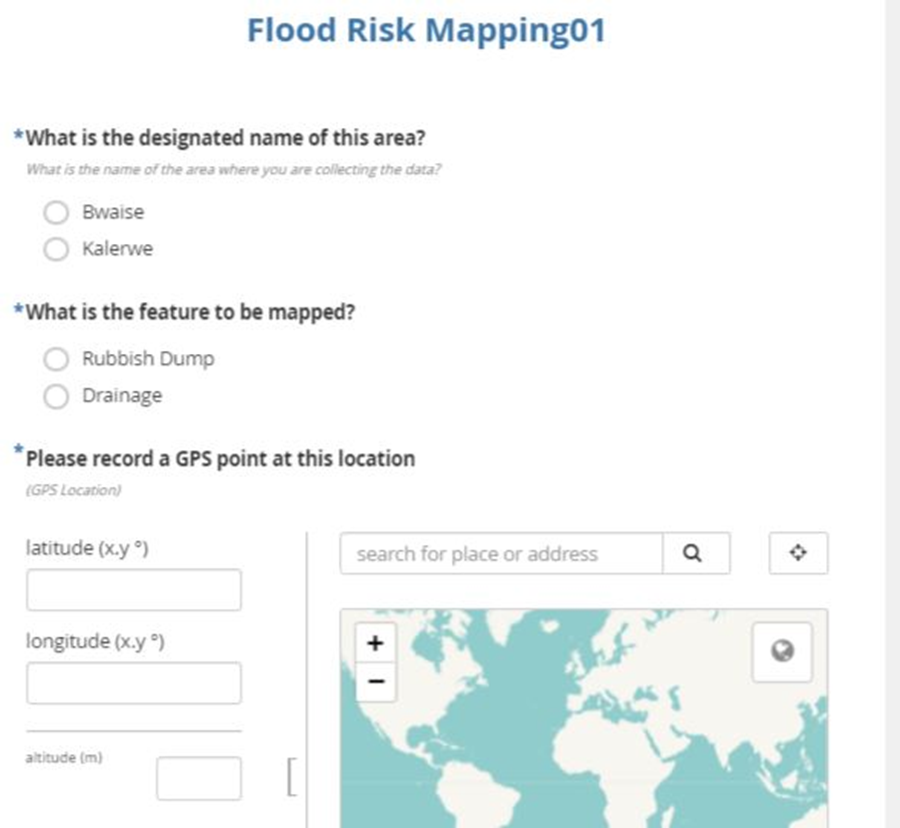 Flood Risk Mapping01
*What is the designated name of this area?
What is the name of the area where you are collecting the data?
Bwaise
Kalerwe
*What is the feature to be mapped?
Rubbish Dump
Drainage
*Please record a GPS point at this location
(GPS Location)
latitude (x.y °)
search for place or address
longitude (x.y °)
+
−
altitude (m)